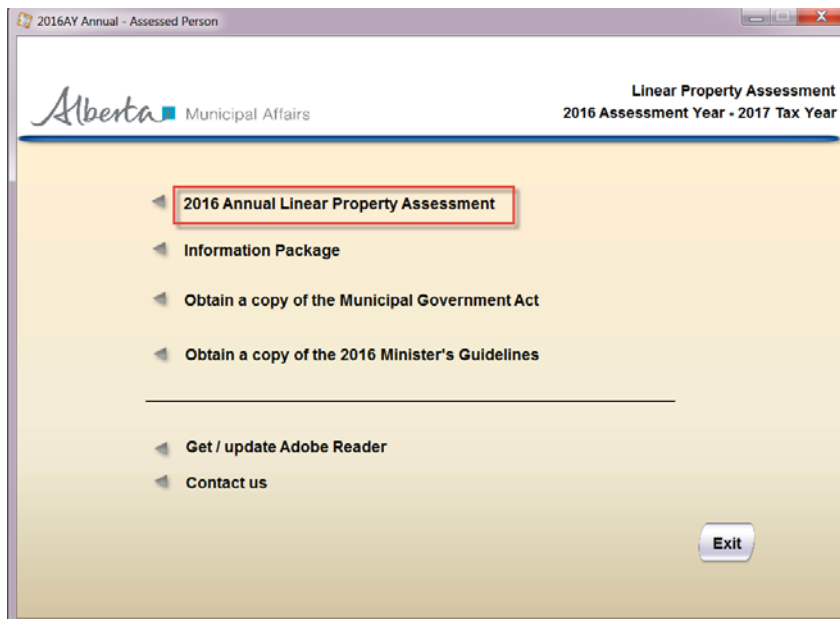 2016AY Annual - Assessed Person
Alberta Municipal Affairs
Linear Property Assessment
2016 Assessment Year - 2017 Tax Year
2016 Annual Linear Property Assessment
Information Package
Obtain a copy of the Municipal Government Act
Obtain a copy of the 2016 Minister's Guidelines
Get / update Adobe Reader
Contact us
Exit